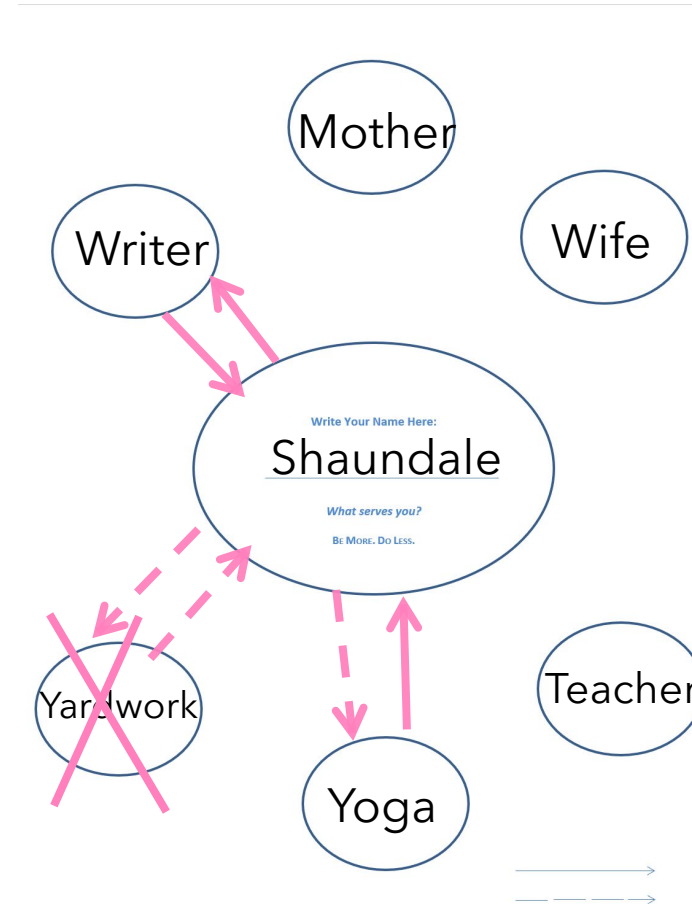 Mother
Writer
Wife
Write Your Name Here:
Shaundale
What serves you?
BE MORE. DO LESS.
Yardwork
Teacher
Yoga